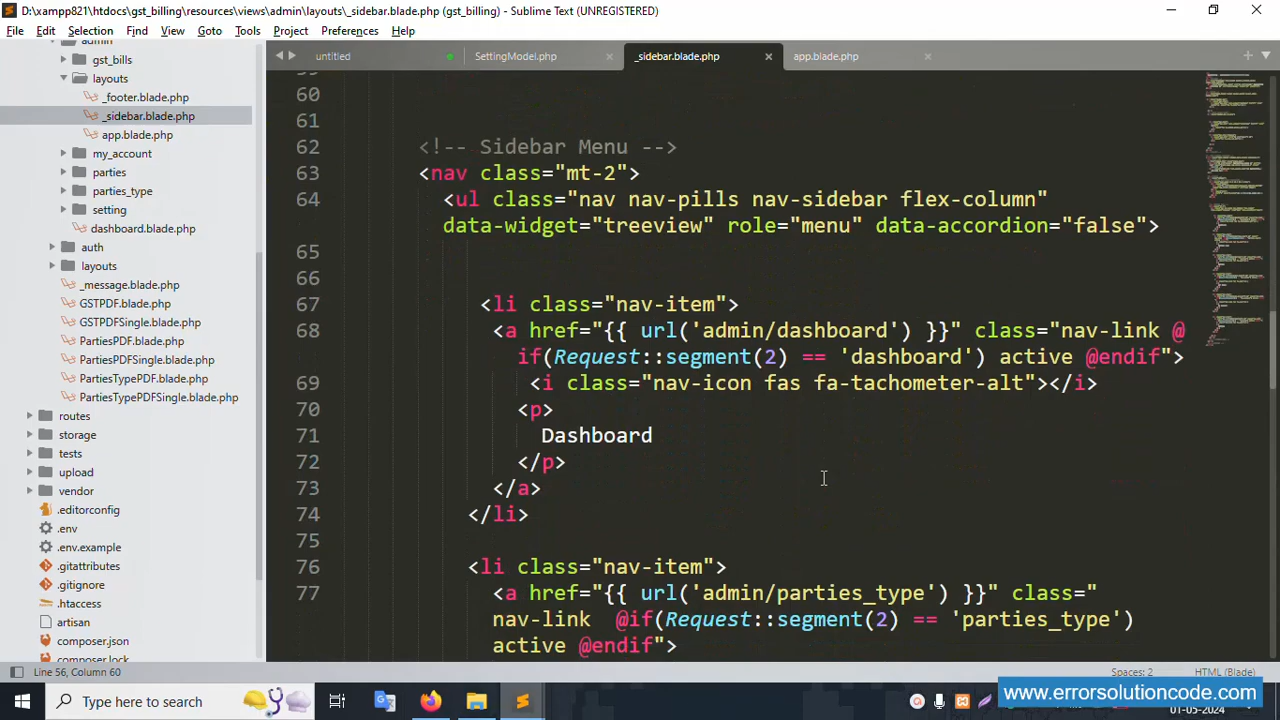 D:\xampp821\htdocs\gst_billing\resources\views\admin\layouts\_sidebar.blade.php (gst_billing) - Sublime Text (UNREGISTERED)
File Edit Selection Find View Goto Tools Project Preferences Help
untitled SettingModel.php _sidebar.blade.php app.blade.php
admin
gst_bills
layouts
_footer.blade.php
_sidebar.blade.php
app.blade.php
my_account
parties
parties_type
setting
dashboard.blade.php
auth
layouts
_message.blade.php
GSTPDF.blade.php
GSTPDFSingle.blade.php
PartiesPDF.blade.php
PartiesPDFSingle.blade.php
PartiesTypePDF.blade.php
PartiesTypePDFSingle.blade.php
routes
storage
tests
upload
vendor
.editorconfig
.env
.env.example
.gitattributes
.gitignore
.htaccess
artisan
composer.json
composer.lock
59
60
61
62 <!-- Sidebar Menu -->
63 <nav class="mt-2">
64 <ul class="nav nav-pills nav-sidebar flex-column"
data-widget="treeview" role="menu" data-accordion="false">
65
66
67 <li class="nav-item">
68 <a href="{{ url('admin/dashboard') }}" class="nav-link @
if(Request::segment(2) == 'dashboard') active @endif">
69 <i class="nav-icon fas fa-tachometer-alt"></i>
70 <p>
71 Dashboard
72 </p>
73 </a>
74 </li>
75
76 <li class="nav-item">
77 <a href="{{ url('admin/parties_type') }}" class="
nav-link @if(Request::segment(2) == 'parties_type')
active @endif">
Line 56, Column 60 Spaces: 2 HTML (Blade)
Type here to search
www.errorsolutioncode.com
01-05-2024